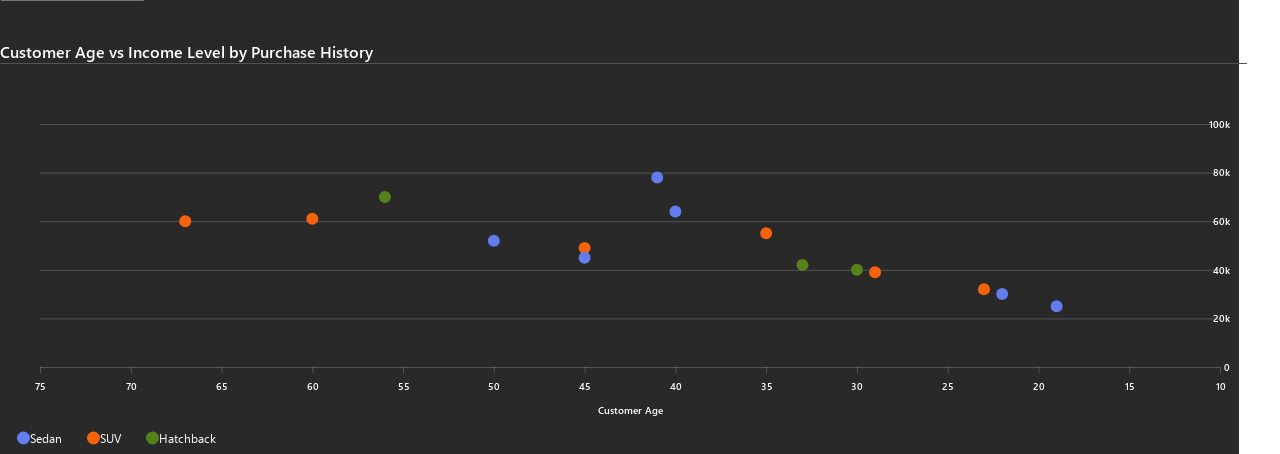 Customer Age vs Income Level by Purchase History
100k
80k
60k
40k
20k
0
75 70 65 60 55 50 45 40 35 30 25 20 15 10
Customer Age
Sedan SUV Hatchback